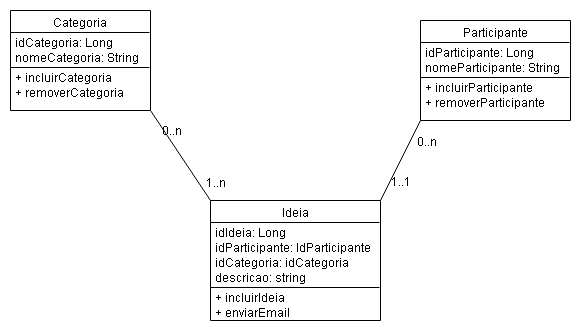 Categoria
idCategoria: Long
nomeCategoria: String
+ incluirCategoria
+ removerCategoria
Participante
idParticipante: Long
nomeParticipante: String
+ incluirParticipante
+ removerParticipante
0..n
0..n
1..n
1..1
Ideia
idIdeia: Long
idParticipante: IdParticipante
idCategoria: idCategoria
descricao: string
+ incluirIdeia
+ enviarEmail